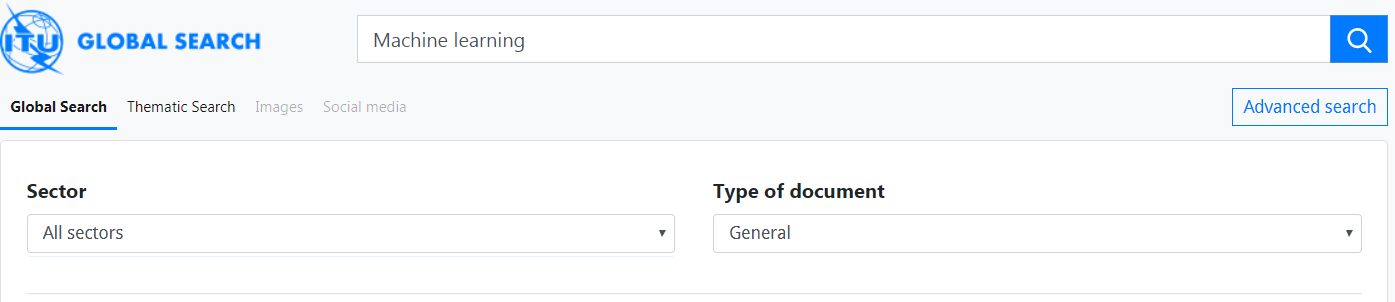 ITU GLOBAL SEARCH
Machine learning
Global Search Thematic Search Images Social media
Advanced search
Sector
All sectors
Type of document
General